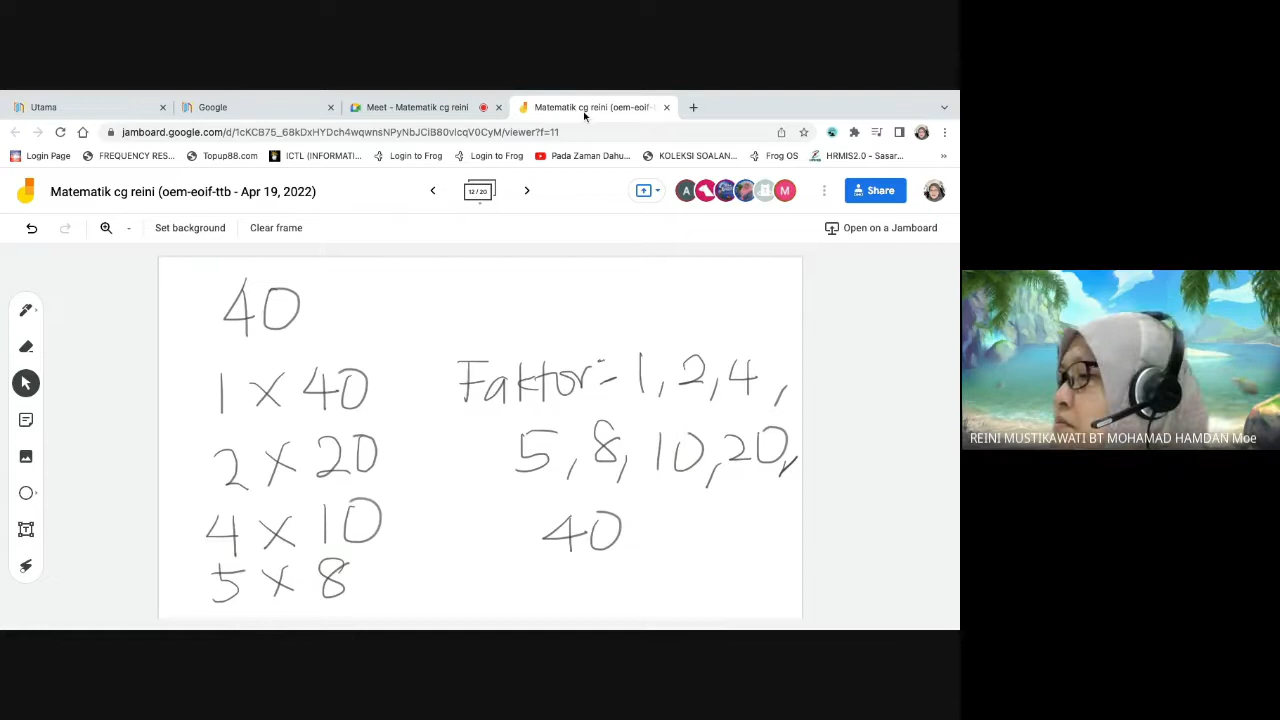 Utama
Google
Meet - Matematik cg reini
Matematik cg reini (oem-eoif-
jamboard.google.com/d/1cKCB75_68kDxHYDch4wqwnsNPyNbJCiB80vlcqV0CyM/viewer?f=11
Login Page
FREQUENCY RES...
Topup88.com
ICTL (INFORMATI...
Login to Frog
Login to Frog
Pada Zaman Dahu...
KOLEKSI SOALAN...
Frog OS
HRMIS2.0 - Sasar...
»
Matematik cg reini (oem-eoif-ttb - Apr 19, 2022)
12 / 20
A
M
Share
Set background
Clear frame
Open on a Jamboard
40
1 × 40
2 × 20
4 × 10
5 × 8
Faktor = 1, 2, 4,
5, 8, 10, 20,
40
REINI MUSTIKAWATI BT MOHAMAD HAMDAN Moe